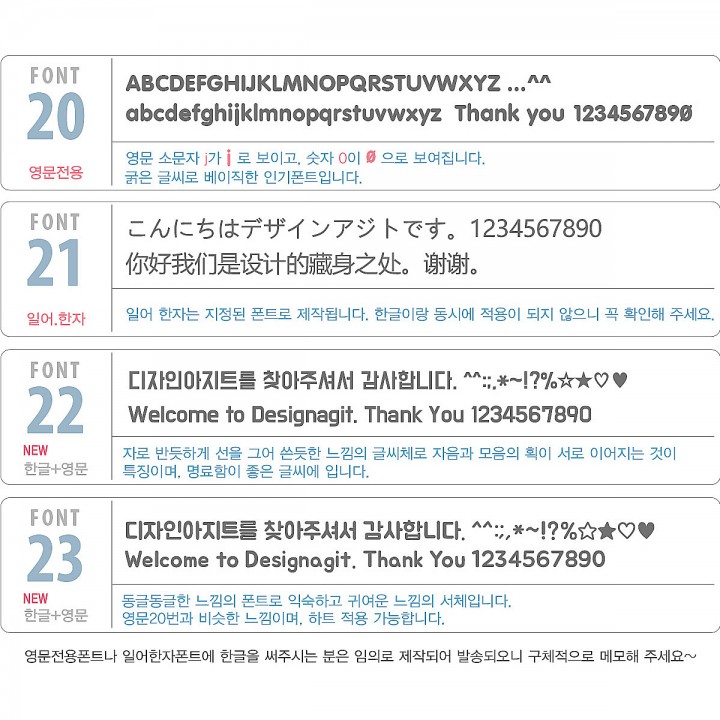 FONT
20
영문전용
ABCDEFGHIJKLMNOPQRSTUVWXYZ ...^^
abcdefghijklmnopqrstuvwxyz Thank you 1234567890
영문 소문자 j가 j 로 보이고, 숫자 0이 0 으로 보여집니다.
굵은 글씨로 베이직한 인기폰트입니다.
FONT
21
일어.한자
こんにちはデザインアジトです。1234567890
你好我们是设计的藏身之处。谢谢。
일어 한자는 지정된 폰트로 제작됩니다. 한글이랑 동시에 적용이 되지 않으니 꼭 확인해 주세요.
FONT
22
NEW
한글+영문
디자인아지트를 찾아주셔서 감사합니다. ^^:;.*~!?%☆★♡♥
Welcome to Designagit. Thank You 1234567890
자로 반듯하게 선을 그어 쓴듯한 느낌의 글씨체로 자음과 모음의 획이 서로 이어지는 것이
특징이며, 명료함이 좋은 글씨에 입니다.
FONT
23
NEW
한글+영문
디자인아지트를 찾아주셔서 감사합니다. ^^:;,*~!?%☆★♡♥
Welcome to Designagit. Thank You 1234567890
동글동글한 느낌의 폰트로 익숙하고 귀여운 느낌의 서체입니다.
영문20번과 비슷한 느낌이며, 하트 적용 가능합니다.
영문전용폰트나 일어한자폰트에 한글을 써주시는 분은 임의로 제작되어 발송되오니 구체적으로 메모해 주세요~